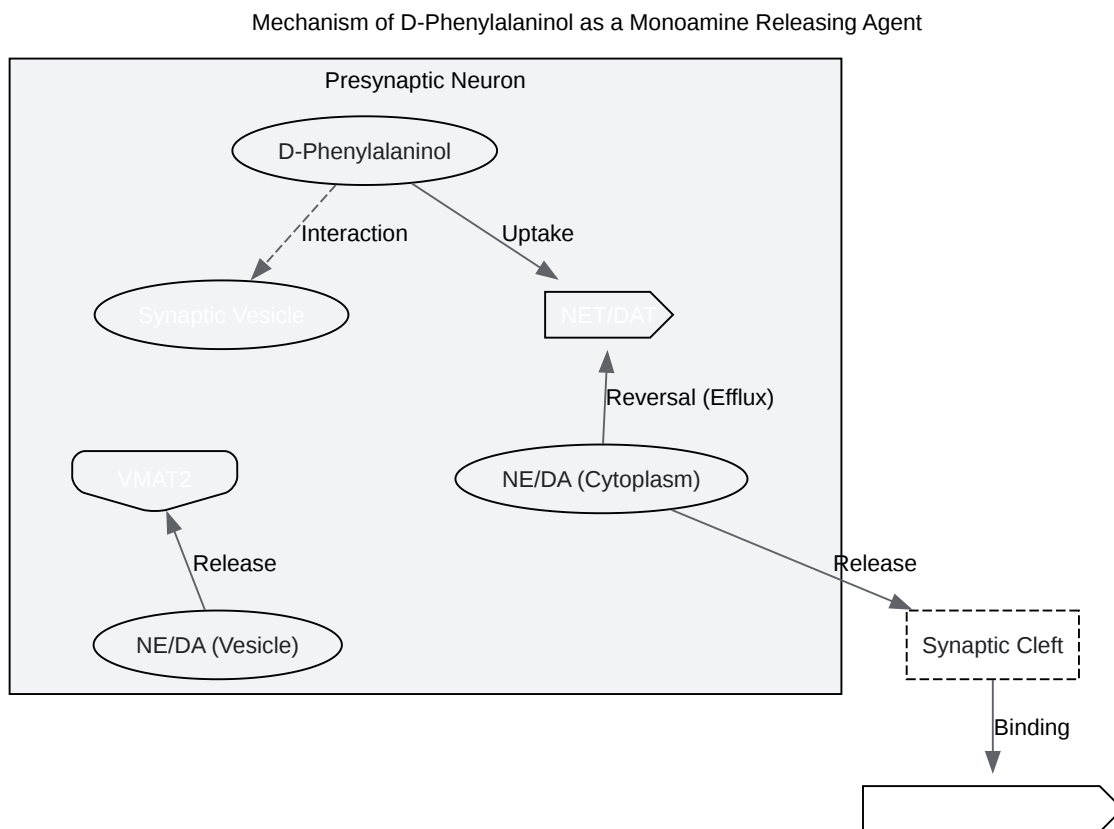 Mechanism of D-Phenylalaninol as a Monoamine Releasing Agent
Presynaptic Neuron
D-Phenylalaninol
Interaction
Uptake
Synaptic Vesicle
NET/DAT
Reversal (Efflux)
VMAT2
NE/DA (Cytoplasm)
Release
Release
NE/DA (Vesicle)
Synaptic Cleft
Binding